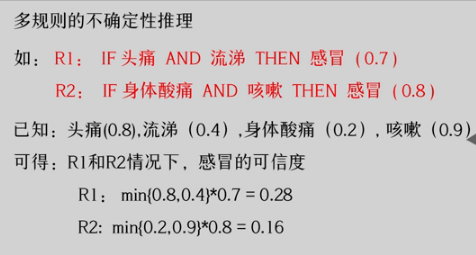 多规则的不确定性推理
如： R1： IF 头痛 AND 流涕 THEN 感冒（0.7）
R2： IF 身体酸痛 AND 咳嗽 THEN 感冒（0.8）
已知：头痛(0.8),流涕（0.4）,身体酸痛（0.2）, 咳嗽（0.9）
可得：R1和R2情况下，感冒的可信度
R1： min{0.8,0.4}*0.7 = 0.28
R2: min{0.2,0.9}*0.8 = 0.16